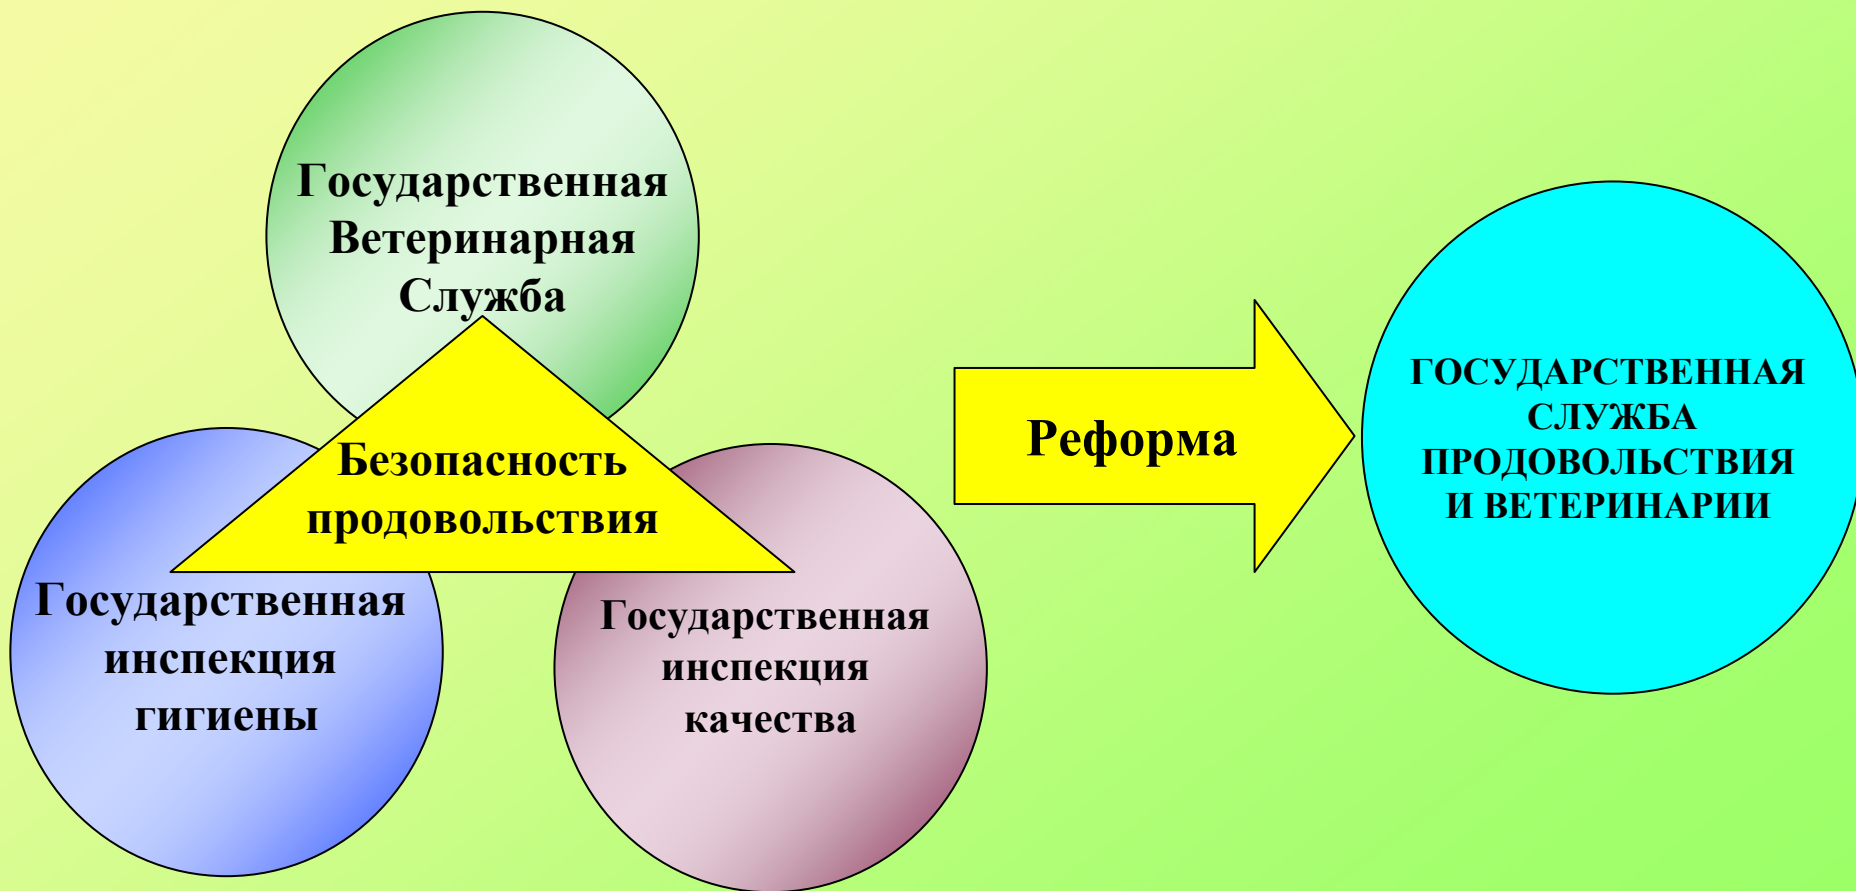 Государственная
Ветеринарная
Служба
Безопасность
продовольствия
Государственная
инспекция
гигиены
Государственная
инспекция
качества
Реформа
ГОСУДАРСТВЕННАЯ
СЛУЖБА
ПРОДОВОЛЬСТВИЯ
И ВЕТЕРИНАРИИ